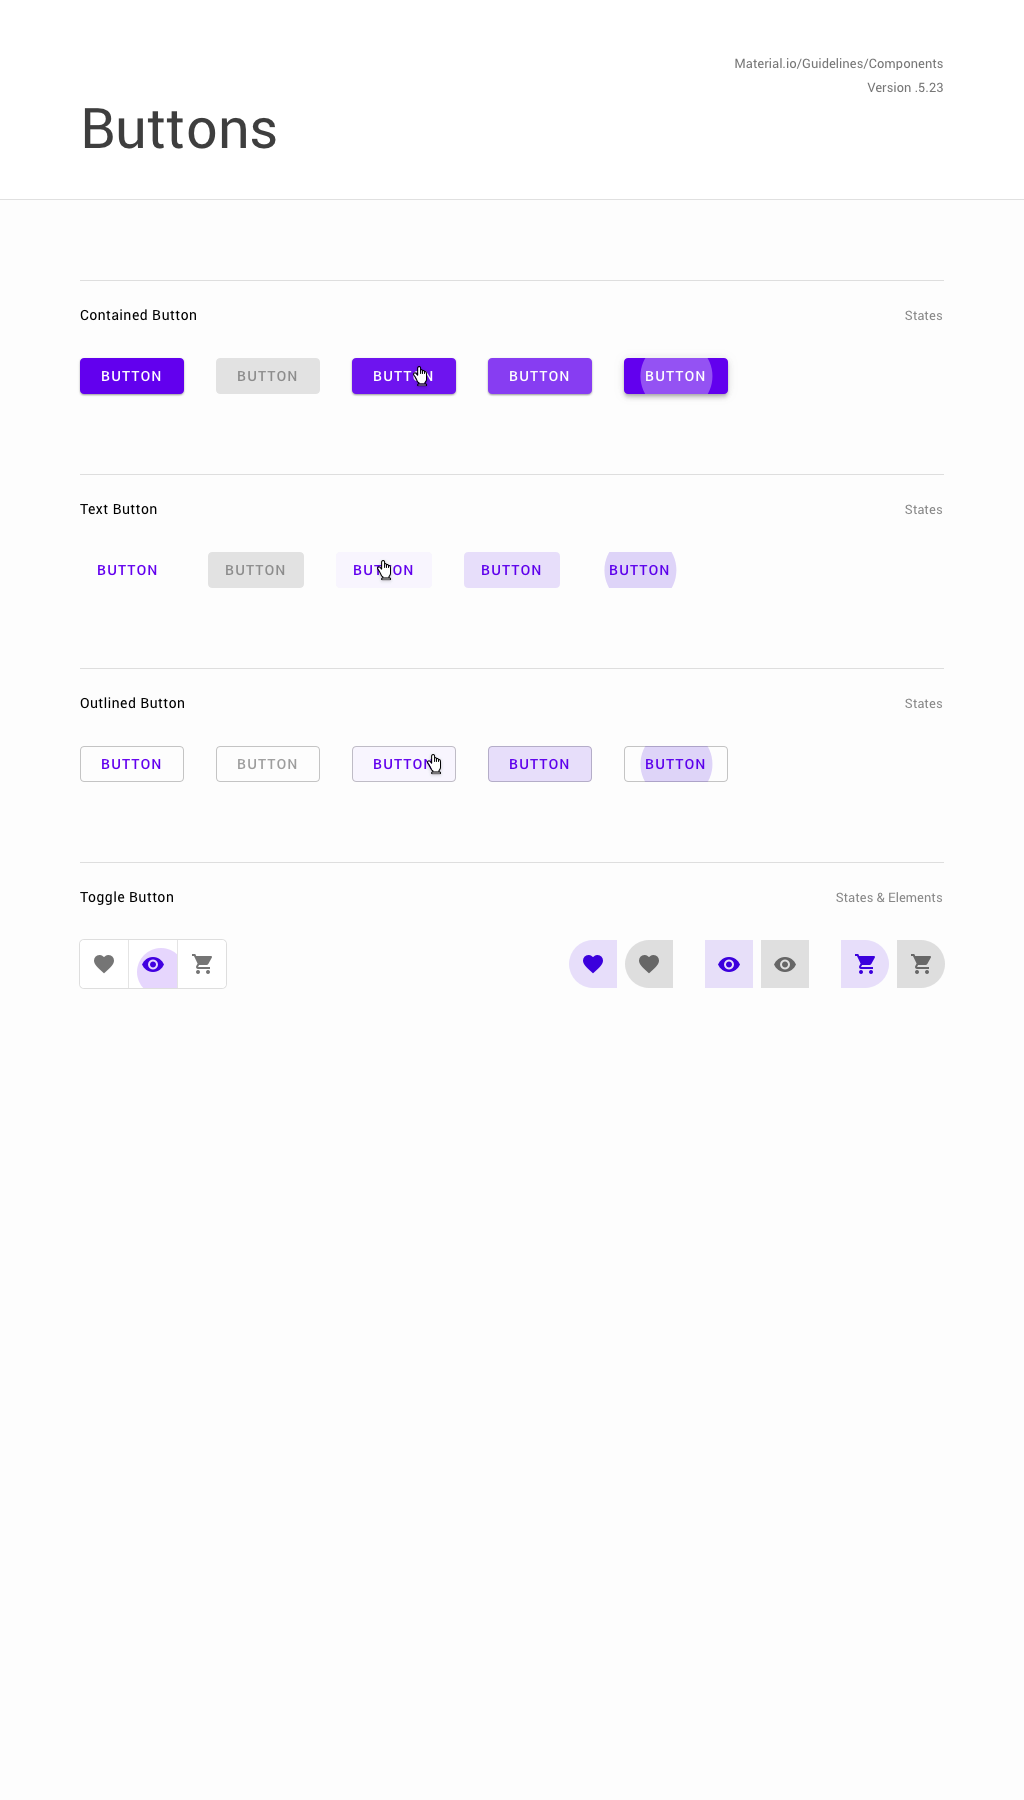 Material.io/Guidelines/Components
Version .5.23
Buttons
Contained Button States
BUTTON BUTTON BUTTON BUTTON BUTTON
Text Button States
BUTTON BUTTON BUTTON BUTTON BUTTON
Outlined Button States
BUTTON BUTTON BUTTON BUTTON BUTTON
Toggle Button States & Elements